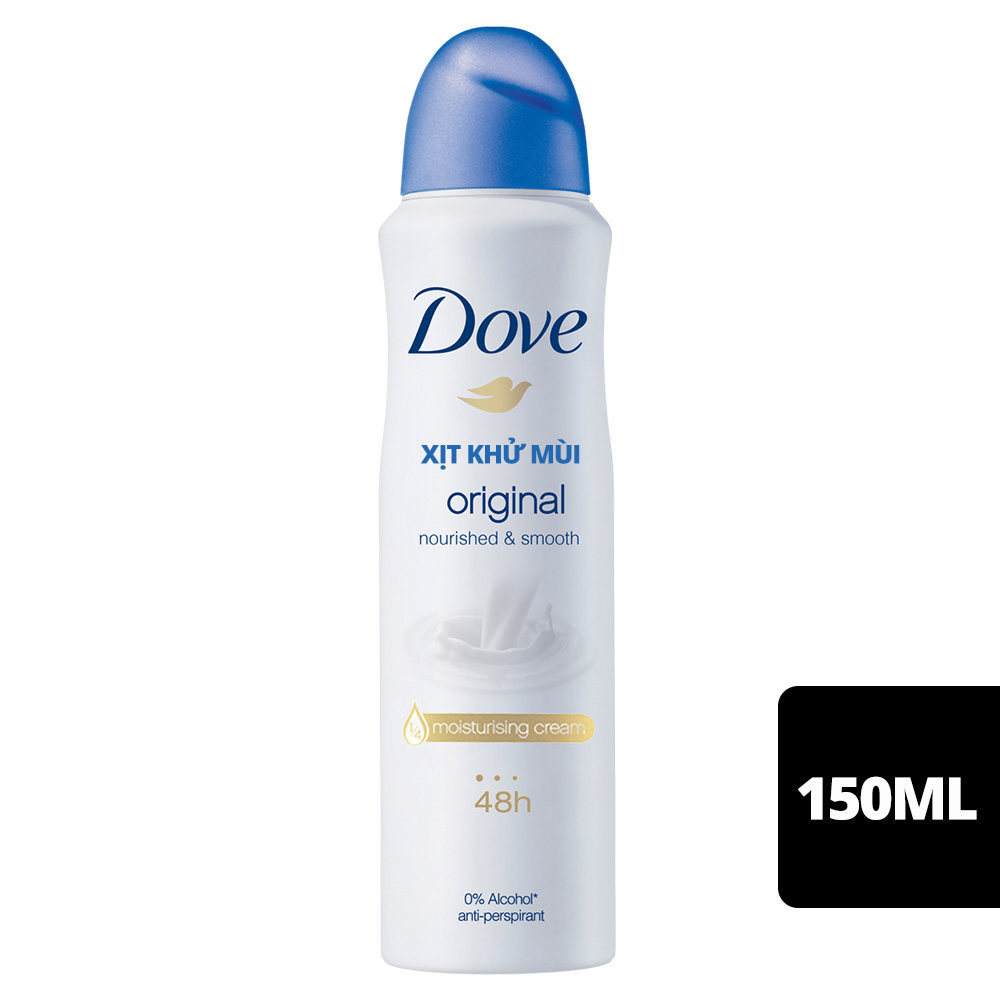 Dove
XỊT KHỬ MÙI
original
nourished & smooth
1/4 moisturising cream
48h
0% Alcohol*
anti-perspirant
150ML